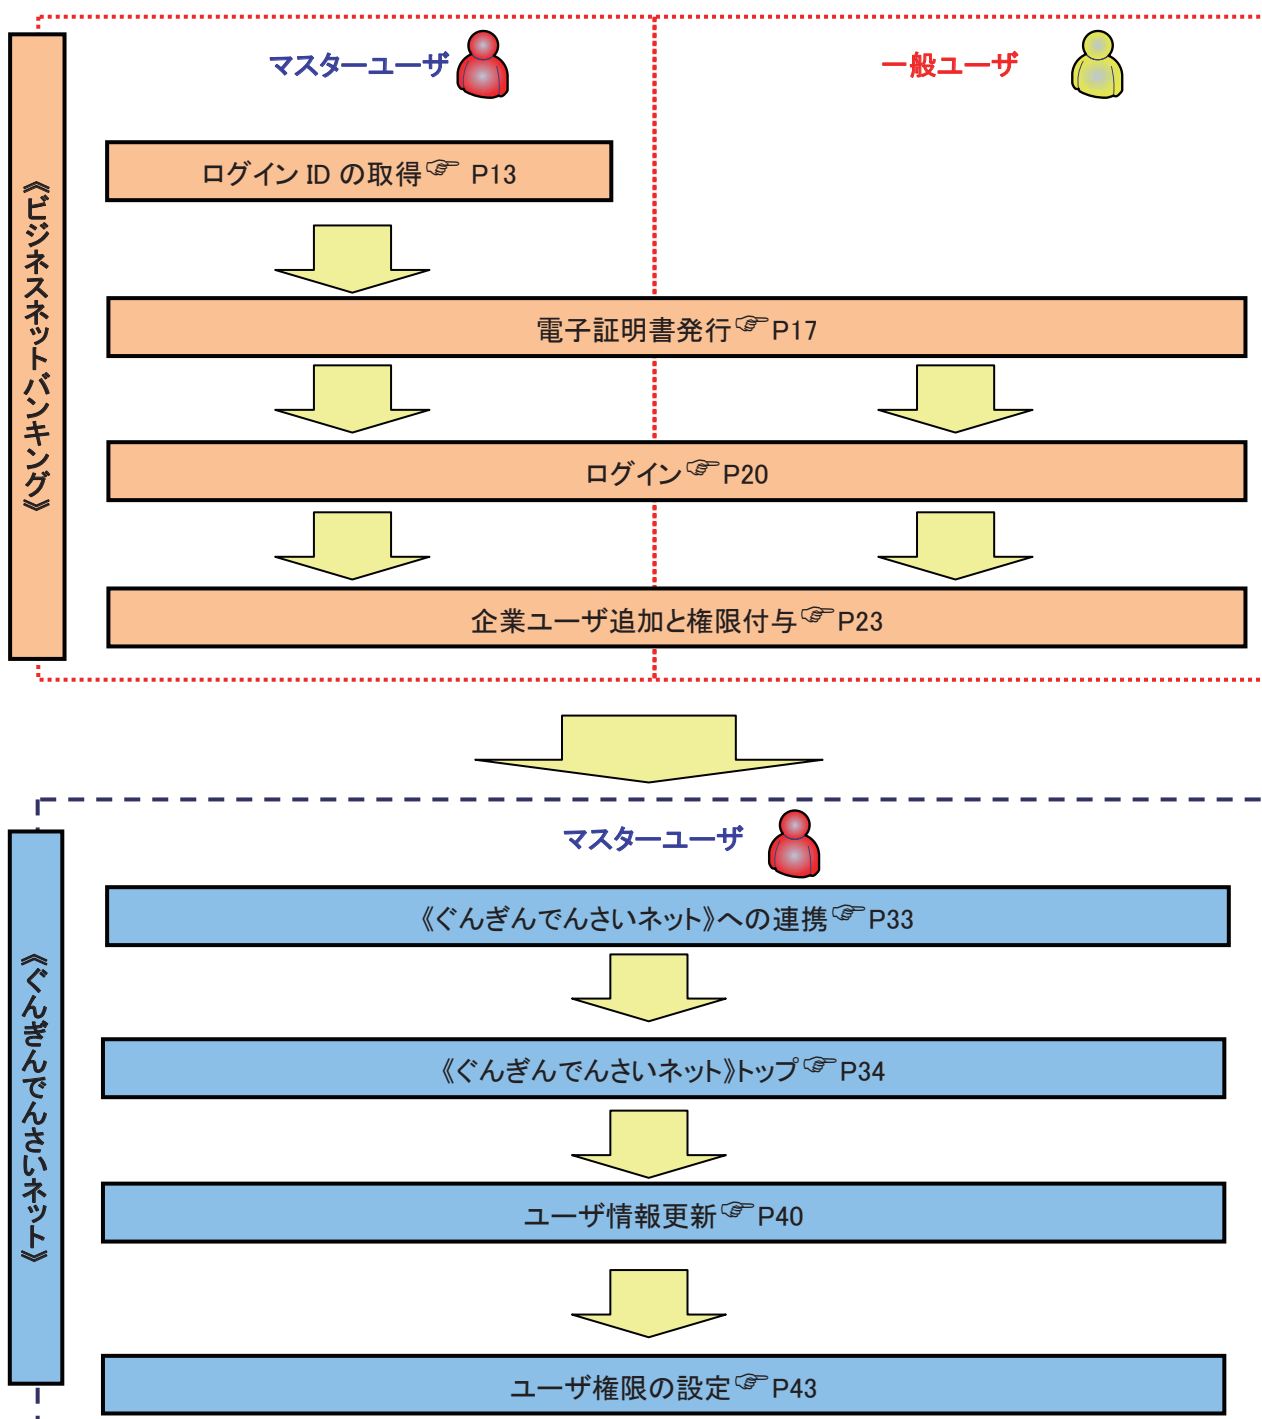 マスターユーザ
一般ユーザ
《ビジネスネットバンキング》
ログイン ID の取得☞ P13
電子証明書発行☞P17
ログイン☞P20
企業ユーザ追加と権限付与☞P23
マスターユーザ
《ぐんぎんでんさいネット》
《ぐんぎんでんさいネット》への連携☞P33
《ぐんぎんでんさいネット》トップ☞P34
ユーザ情報更新☞P40
ユーザ権限の設定☞P43